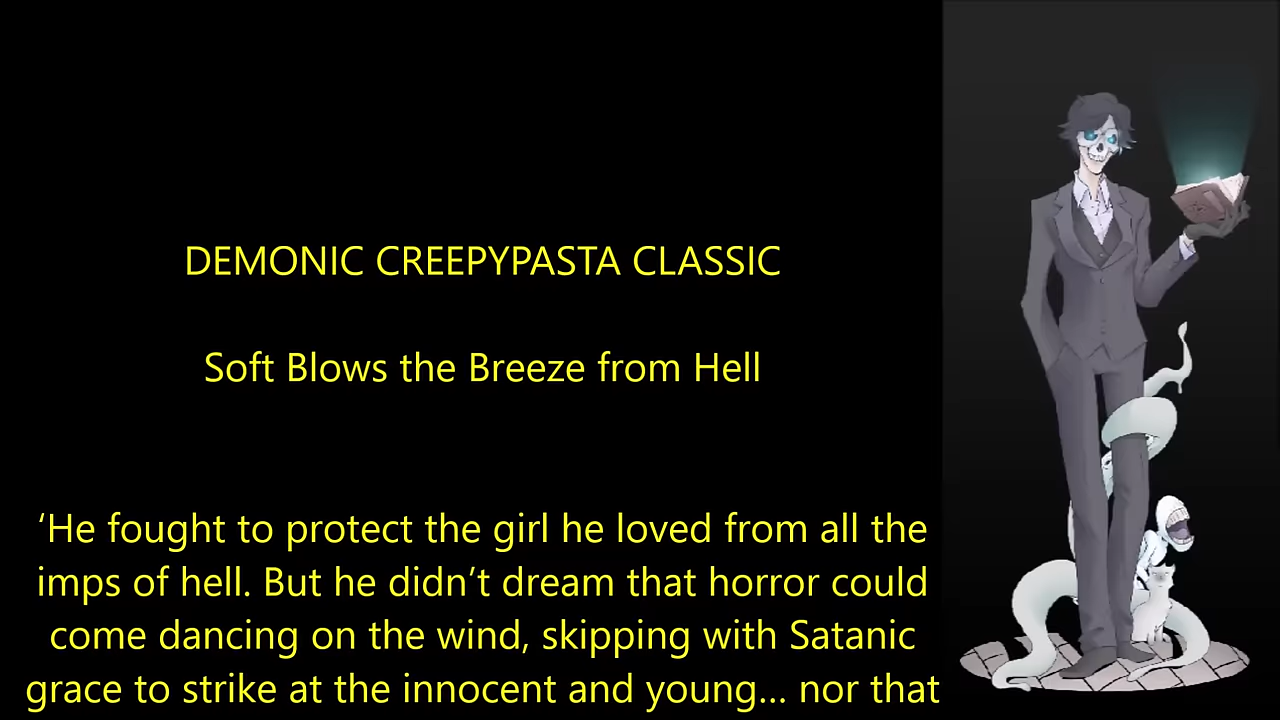 DEMONIC CREEPYPASTA CLASSIC
Soft Blows the Breeze from Hell
‘He fought to protect the girl he loved from all the
imps of hell. But he didn’t dream that horror could
come dancing on the wind, skipping with Satanic
grace to strike at the innocent and young... nor that